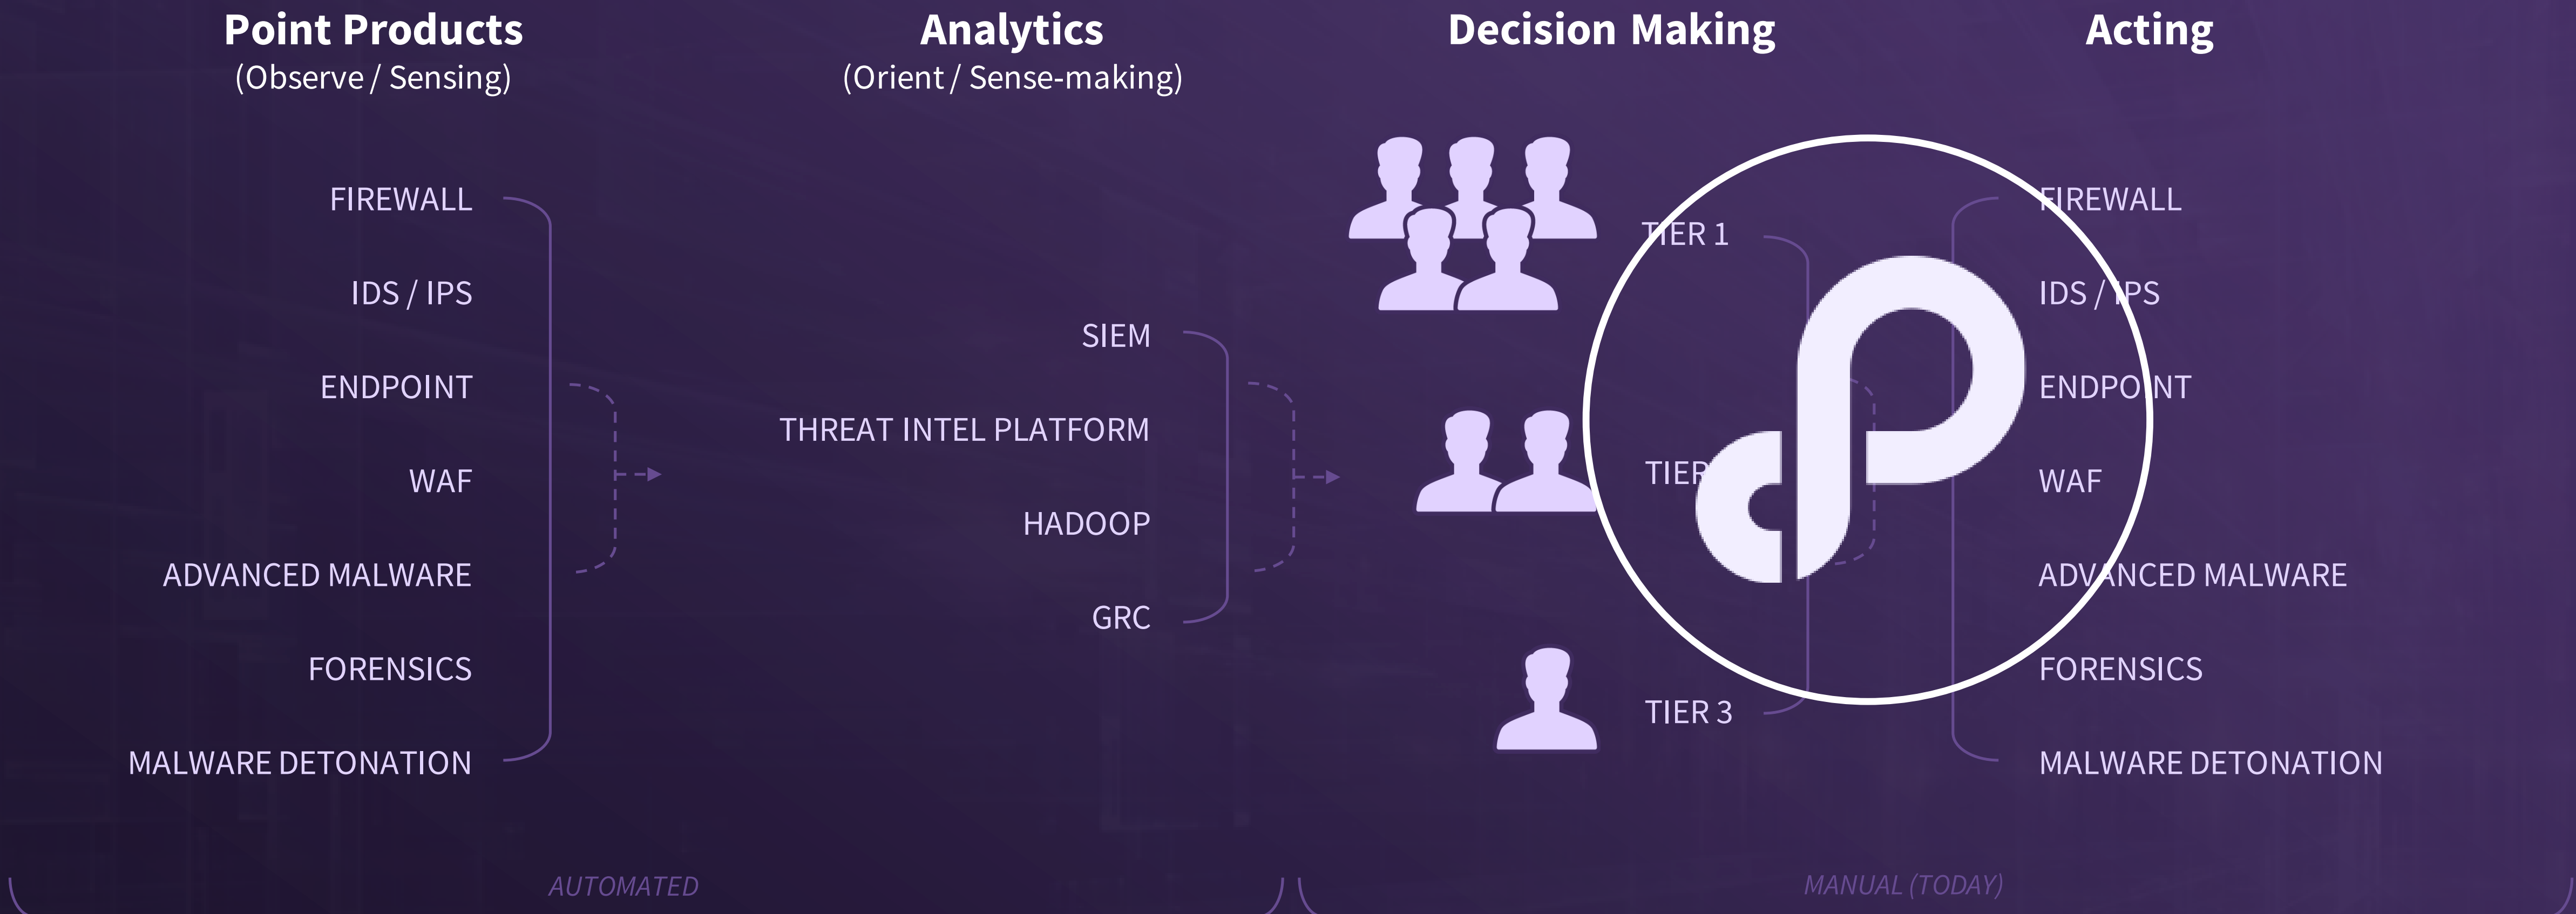 Point Products
(Observe / Sensing)
FIREWALL
IDS / IPS
ENDPOINT
WAF
ADVANCED MALWARE
FORENSICS
MALWARE DETONATION
Analytics
(Orient / Sense-making)
SIEM
THREAT INTEL PLATFORM
HADOOP
GRC
Decision Making
TIER 1
TIER
TIER 3
Acting
FIREWALL
IDS / IPS
ENDPOINT
WAF
ADVANCED MALWARE
FORENSICS
MALWARE DETONATION
AUTOMATED
MANUAL (TODAY)